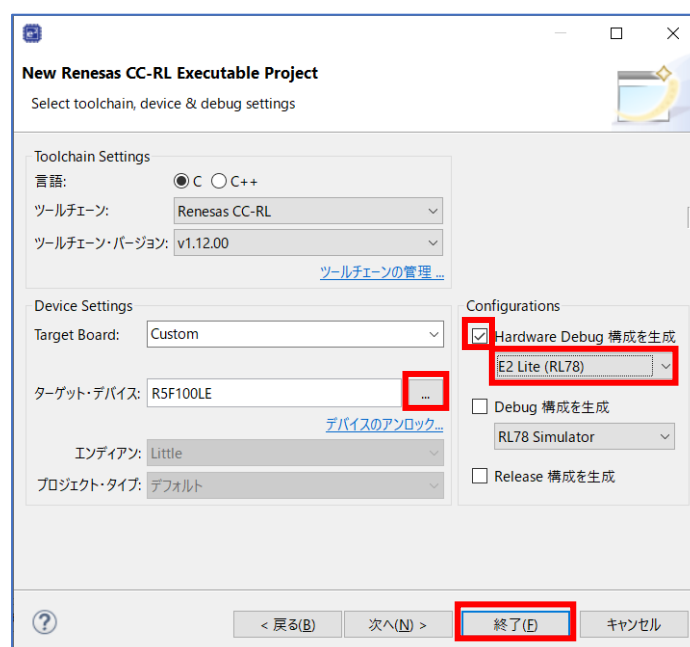 New Renesas CC-RL Executable Project
Select toolchain, device & debug settings
Toolchain Settings
言語: C C++
ツールチェーン: Renesas CC-RL
ツールチェーン・バージョン: v1.12.00
ツールチェーンの管理 ...
Device Settings
Target Board: Custom
ターゲット・デバイス: R5F100LE ...
デバイスのアンロック...
エンディアン: Little
プロジェクト・タイプ: デフォルト
Configurations
Hardware Debug 構成を生成
E2 Lite (RL78)
Debug 構成を生成
RL78 Simulator
Release 構成を生成
? < 戻る(B) 次へ(N) > 終了(F) キャンセル